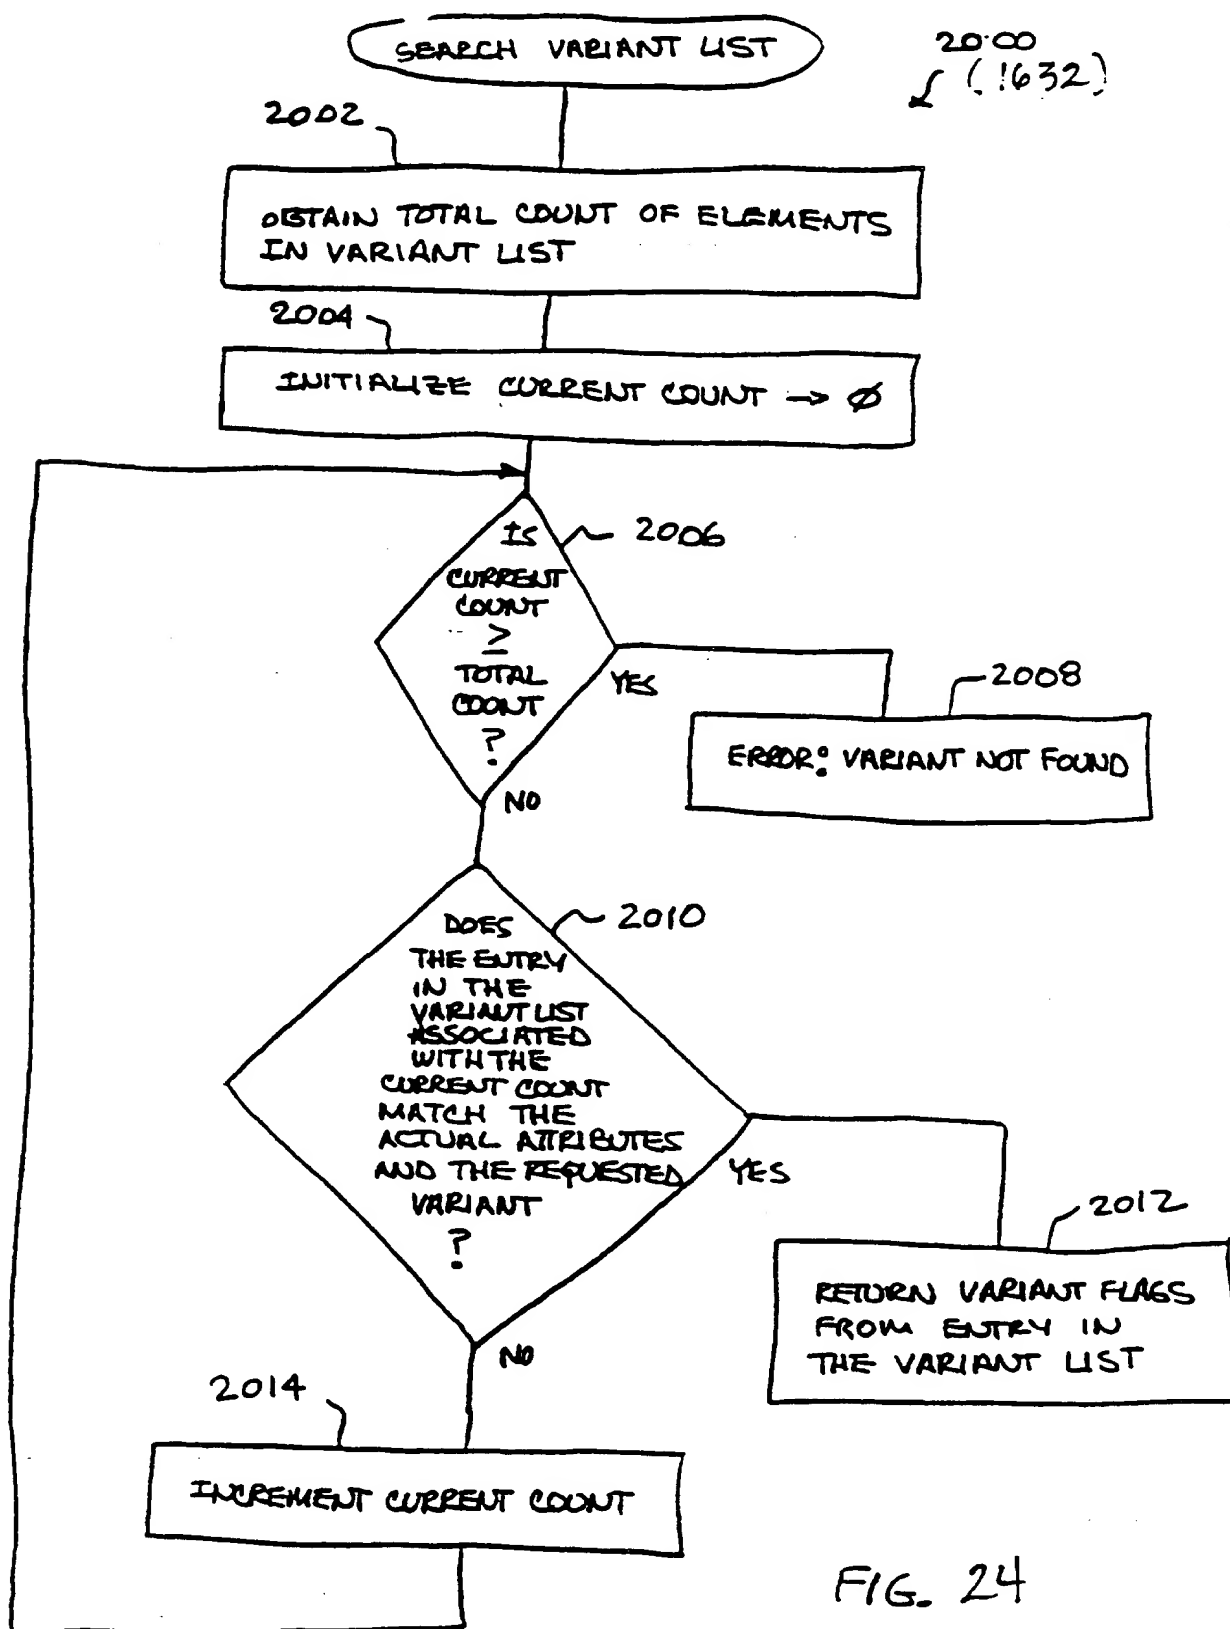 SEARCH VARIANT LIST
2000
(1632)
2002
OBTAIN TOTAL COUNT OF ELEMENTS
IN VARIANT LIST
2004
INITIALIZE CURRENT COUNT → Ø
IS
CURRENT
COUNT
≥
TOTAL
COUNT
?
2006
YES
NO
2008
ERROR: VARIANT NOT FOUND
DOES
THE ENTRY
IN THE
VARIANT LIST
ASSOCIATED
WITH THE
CURRENT COUNT
MATCH THE
ACTUAL ATTRIBUTES
AND THE REQUESTED
VARIANT
?
2010
YES
NO
2012
RETURN VARIANT FLAGS
FROM ENTRY IN
THE VARIANT LIST
2014
INCREMENT CURRENT COUNT
FIG. 24